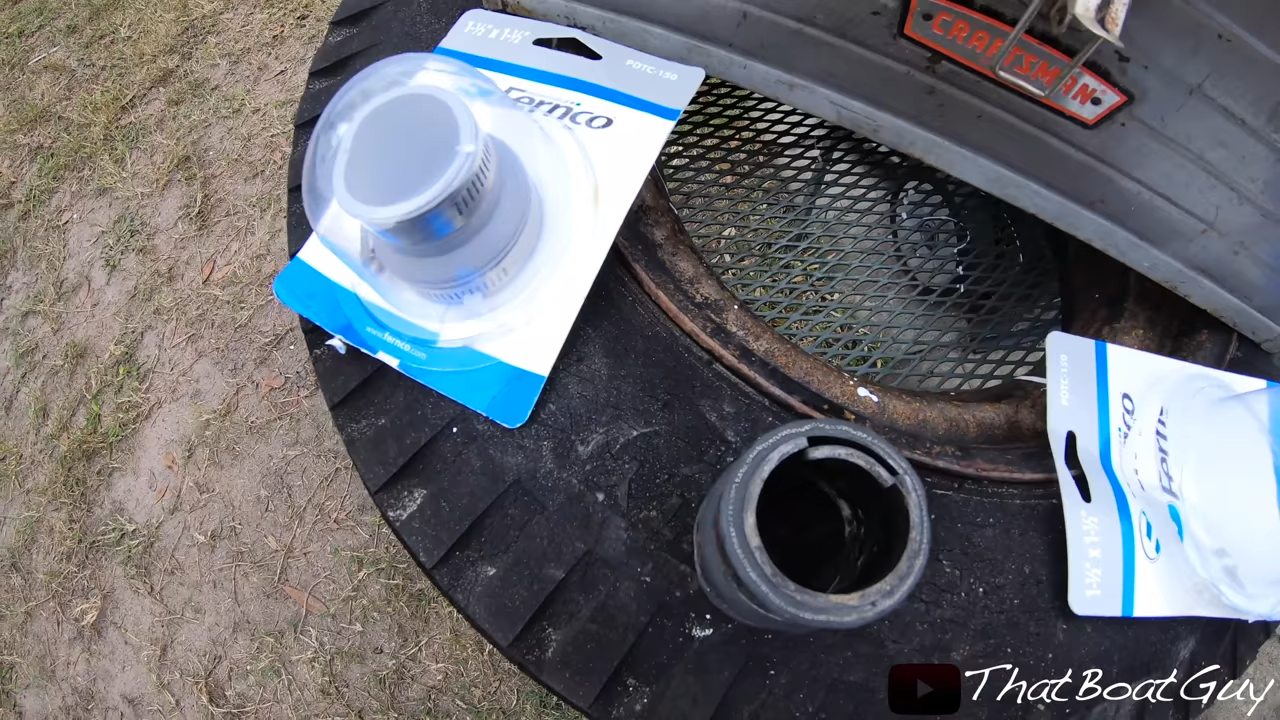 1-½" x 1-½"
PDTC-150
Fernco
www.fernco.com
CRAFTSMAN
PDTC-150
Fernco
1-½" x 1-½"
ThatBoatGuy